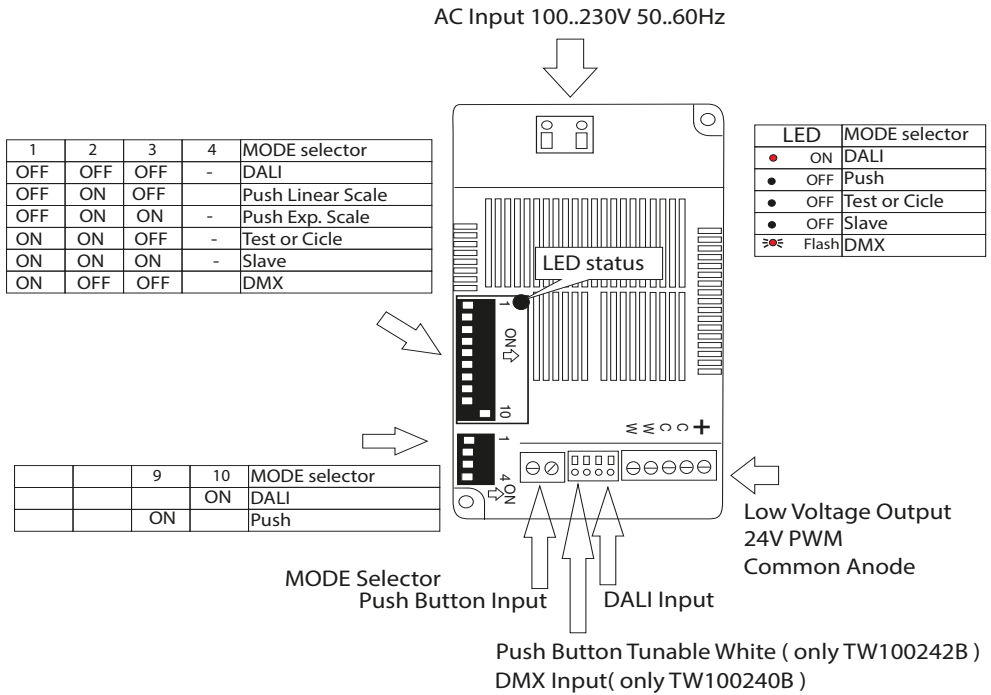 AC Input 100..230V 50..60Hz
1 2 3 4 MODE selector
OFF OFF OFF - DALI
OFF ON OFF Push Linear Scale
OFF ON ON - Push Exp. Scale
ON ON OFF - Test or Cicle
ON ON ON - Slave
ON OFF OFF DMX
LED MODE selector
ON DALI
OFF Push
OFF Test or Cicle
OFF Slave
Flash DMX
LED status
1
ON
10
1
4
ON
W W C C +
9 10 MODE selector
ON DALI
ON Push
Low Voltage Output
24V PWM
Common Anode
MODE Selector
Push Button Input
DALI Input
Push Button Tunable White ( only TW100242B )
DMX Input( only TW100240B )